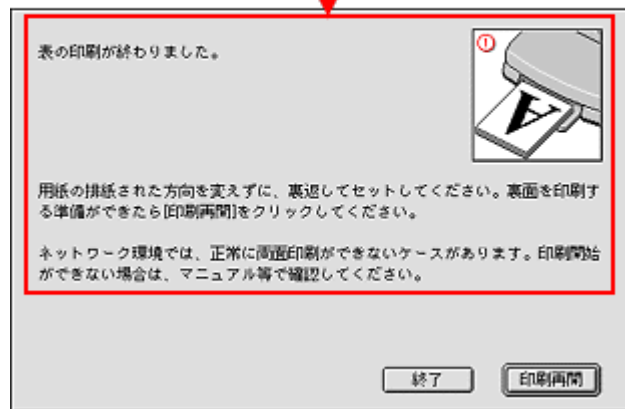 表の印刷が終わりました。
用紙の排紙された方向を変えずに、裏返してセットしてください。裏面を印刷す
る準備ができたら[印刷再開]をクリックしてください。
ネットワーク環境では、正常に両面印刷ができないケースがあります。印刷開始
ができない場合は、マニュアル等で確認してください。
終了
印刷再開